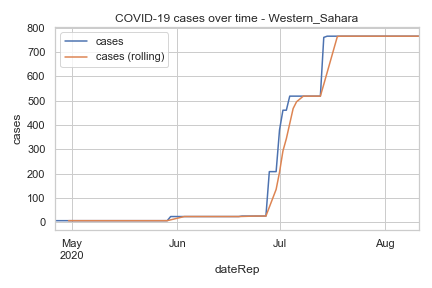 COVID-19 cases over time - Western_Sahara
cases
cases (rolling)
800
700
600
500
400
300
200
100
0
cases
May
2020
Jun
Jul
Aug
dateRep